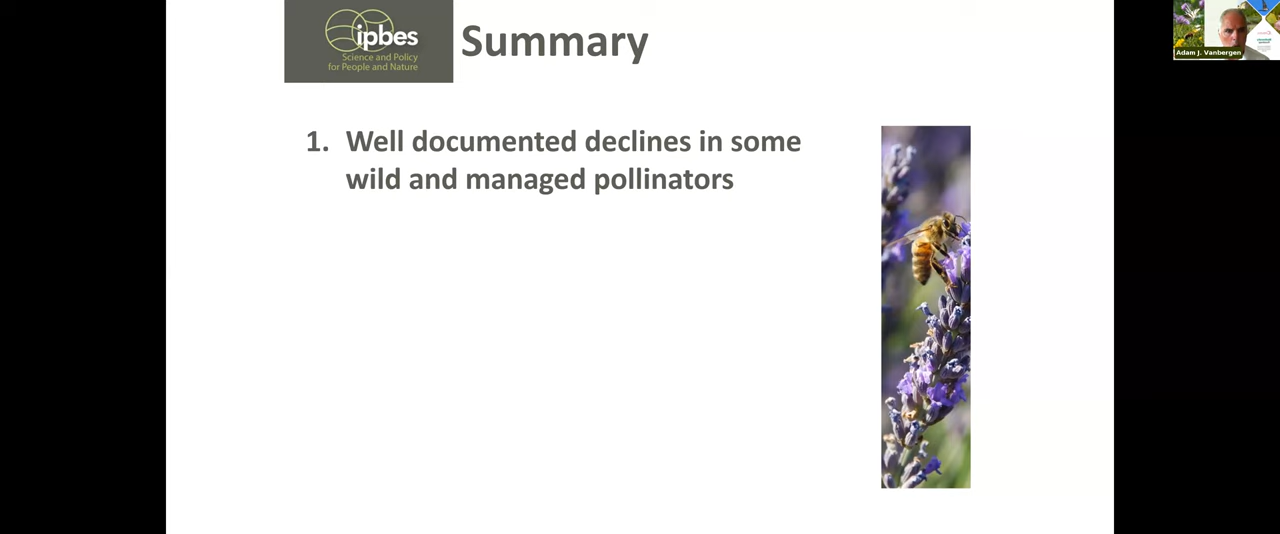 ipbes
Science and Policy
for People and Nature
Summary
Adam J. Vanbergen
1. Well documented declines in some
wild and managed pollinators